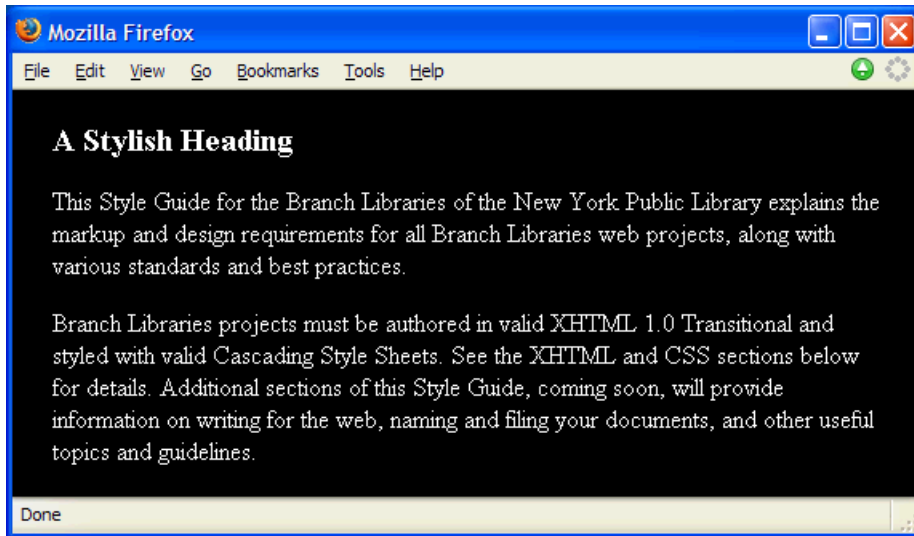 Mozilla Firefox
File Edit View Go Bookmarks Tools Help
A Stylish Heading
This Style Guide for the Branch Libraries of the New York Public Library explains the
markup and design requirements for all Branch Libraries web projects, along with
various standards and best practices.
Branch Libraries projects must be authored in valid XHTML 1.0 Transitional and
styled with valid Cascading Style Sheets. See the XHTML and CSS sections below
for details. Additional sections of this Style Guide, coming soon, will provide
information on writing for the web, naming and filing your documents, and other useful
topics and guidelines.
Done